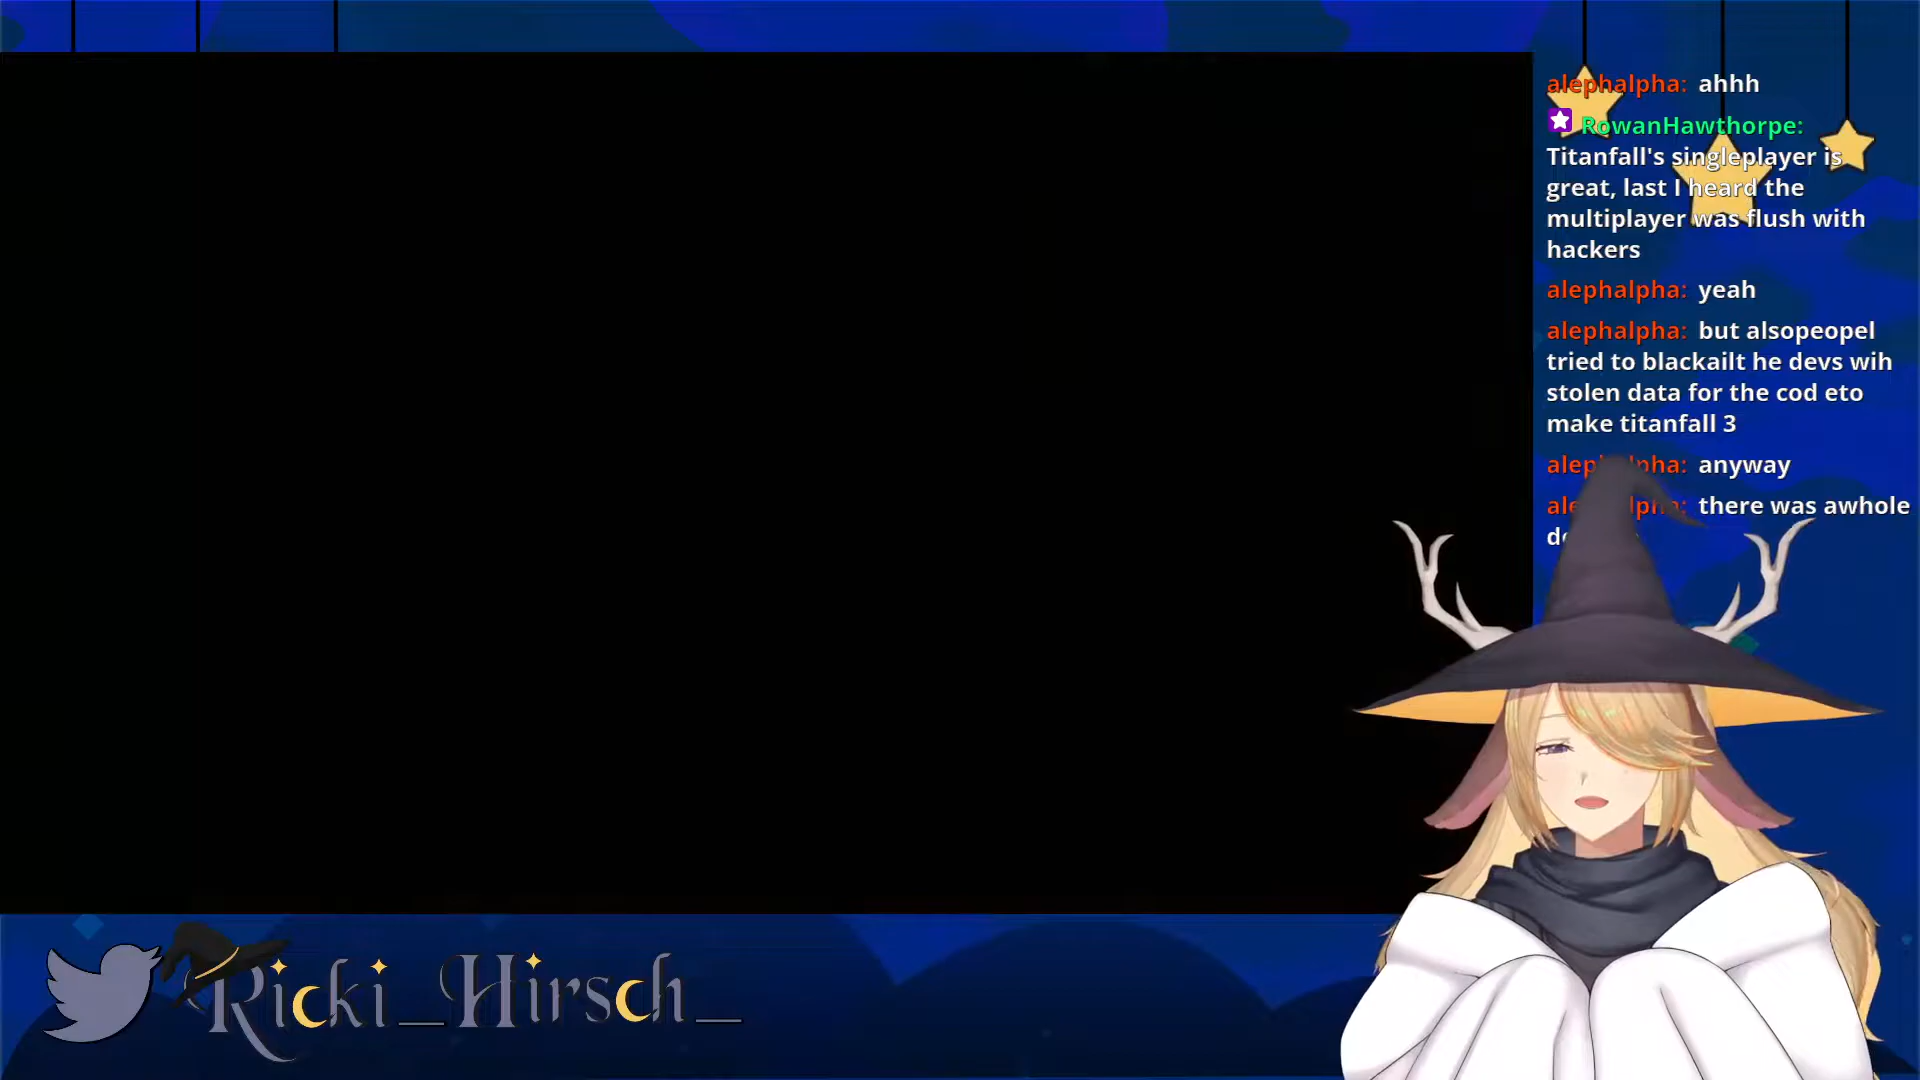 alephalpha: ahhh
RowanHawthorpe:
Titanfall's singleplayer is
great, last I heard the
multiplayer was flush with
hackers
alephalpha: yeah
alephalpha: but alsopeopel
tried to blackailt he devs wih
stolen data for the cod eto
make titanfall 3
alephalpha: anyway
alephalpha: there was awhole
Ricki_Hirsch_